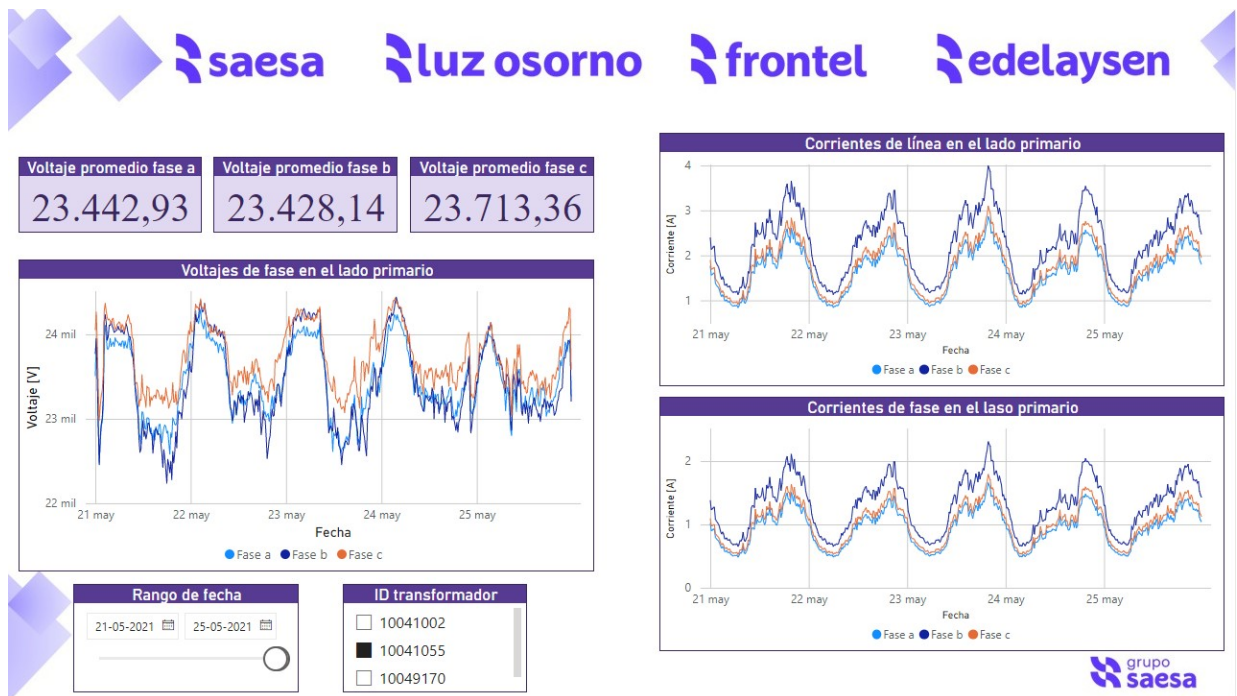 saesa luz osorno frontel edelaysen
Voltaje promedio fase a
23.442,93
Voltaje promedio fase b
23.428,14
Voltaje promedio fase c
23.713,36
Voltajes de fase en el lado primario
Voltaje [V]
24 mil
23 mil
22 mil
21 may 22 may 23 may 24 may 25 may
Fecha
Fase a Fase b Fase c
Rango de fecha
21-05-2021 25-05-2021
ID transformador
10041002
10041055
10049170
Corrientes de línea en el lado primario
Corriente [A]
4
3
2
1
21 may 22 may 23 may 24 may 25 may
Fecha
Fase a Fase b Fase c
Corrientes de fase en el laso primario
Corriente [A]
2
1
0
21 may 22 may 23 may 24 may 25 may
Fecha
Fase a Fase b Fase c
grupo
saesa